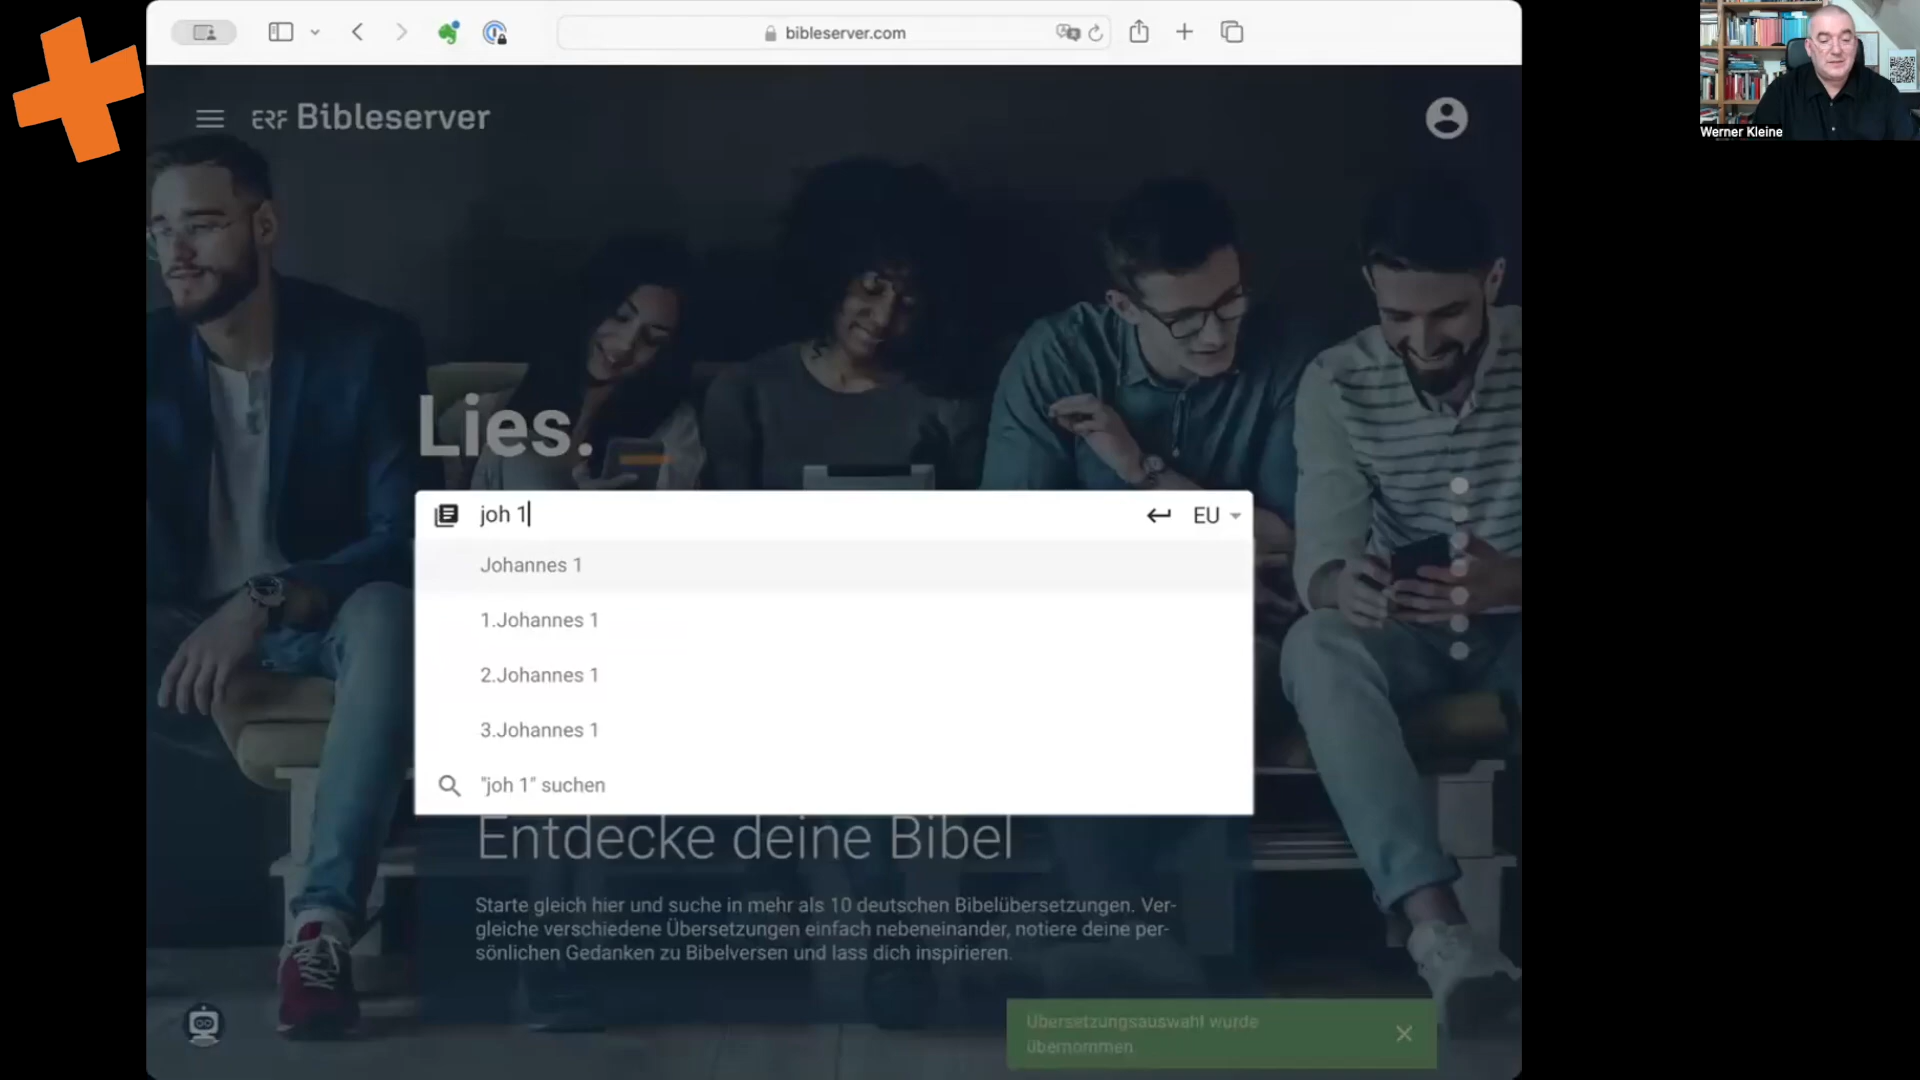 bibleserver.com
ERF Bibleserver
Werner Kleine
Lies.
joh 1
EU
Johannes 1
1.Johannes 1
2.Johannes 1
3.Johannes 1
"joh 1" suchen
Entdecke deine Bibel
Starte gleich hier und suche in mehr als 10 deutschen Bibelübersetzungen. Ver-
gleiche verschiedene Übersetzungen einfach nebeneinander, notiere deine per-
sönlichen Gedanken zu Bibelversen und lass dich inspirieren.
Übersetzungsauswahl wurde
übernommen